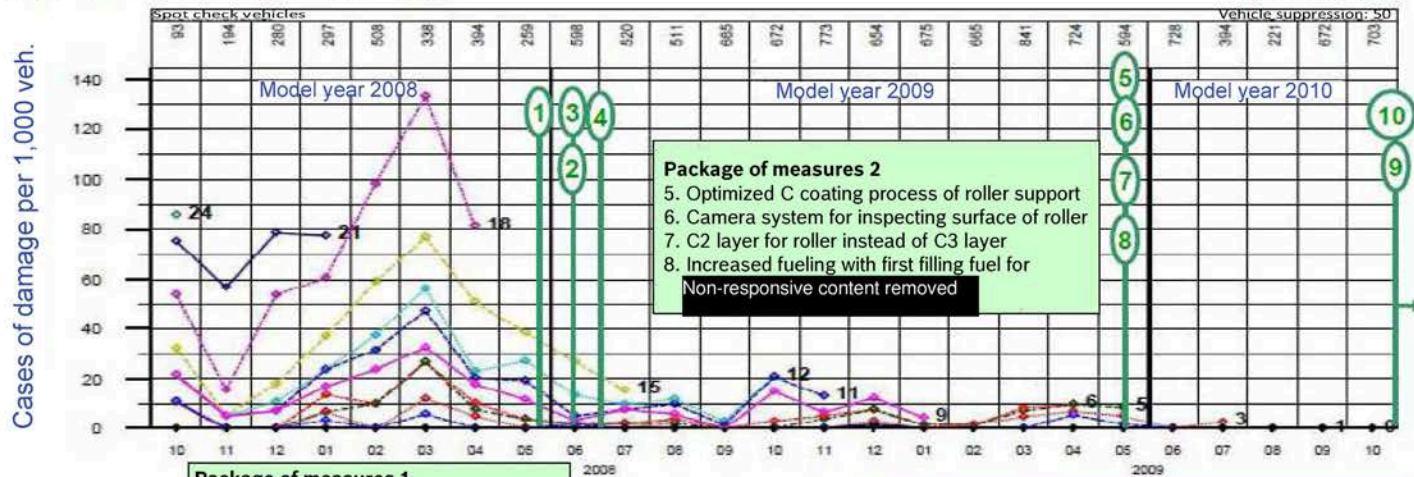 Spot check vehicles
Vehicle suppression: 50
93 194 280 297 508 338 394 259 598 520 511 665 672 773 654 675 665 841 724 594 728 394 221 672 703
Cases of damage per 1,000 veh.
Model year 2008
Model year 2009
Model year 2010
140
120
100
80
60
40
20
0
1
3
4
2
5
6
7
8
10
9
Package of measures 2
5. Optimized C coating process of roller support
6. Camera system for inspecting surface of roller
7. C2 layer for roller instead of C3 layer
8. Increased fueling with first filling fuel for
Non-responsive content removed
24
21
18
15
12
11
9
6
5
3
1
0
10 11 12 01 02 03 04 05 06 07 08 09 10 11 12 01 02 03 04 05 06 07 08 09 10
2008
2009
Package of measures 1